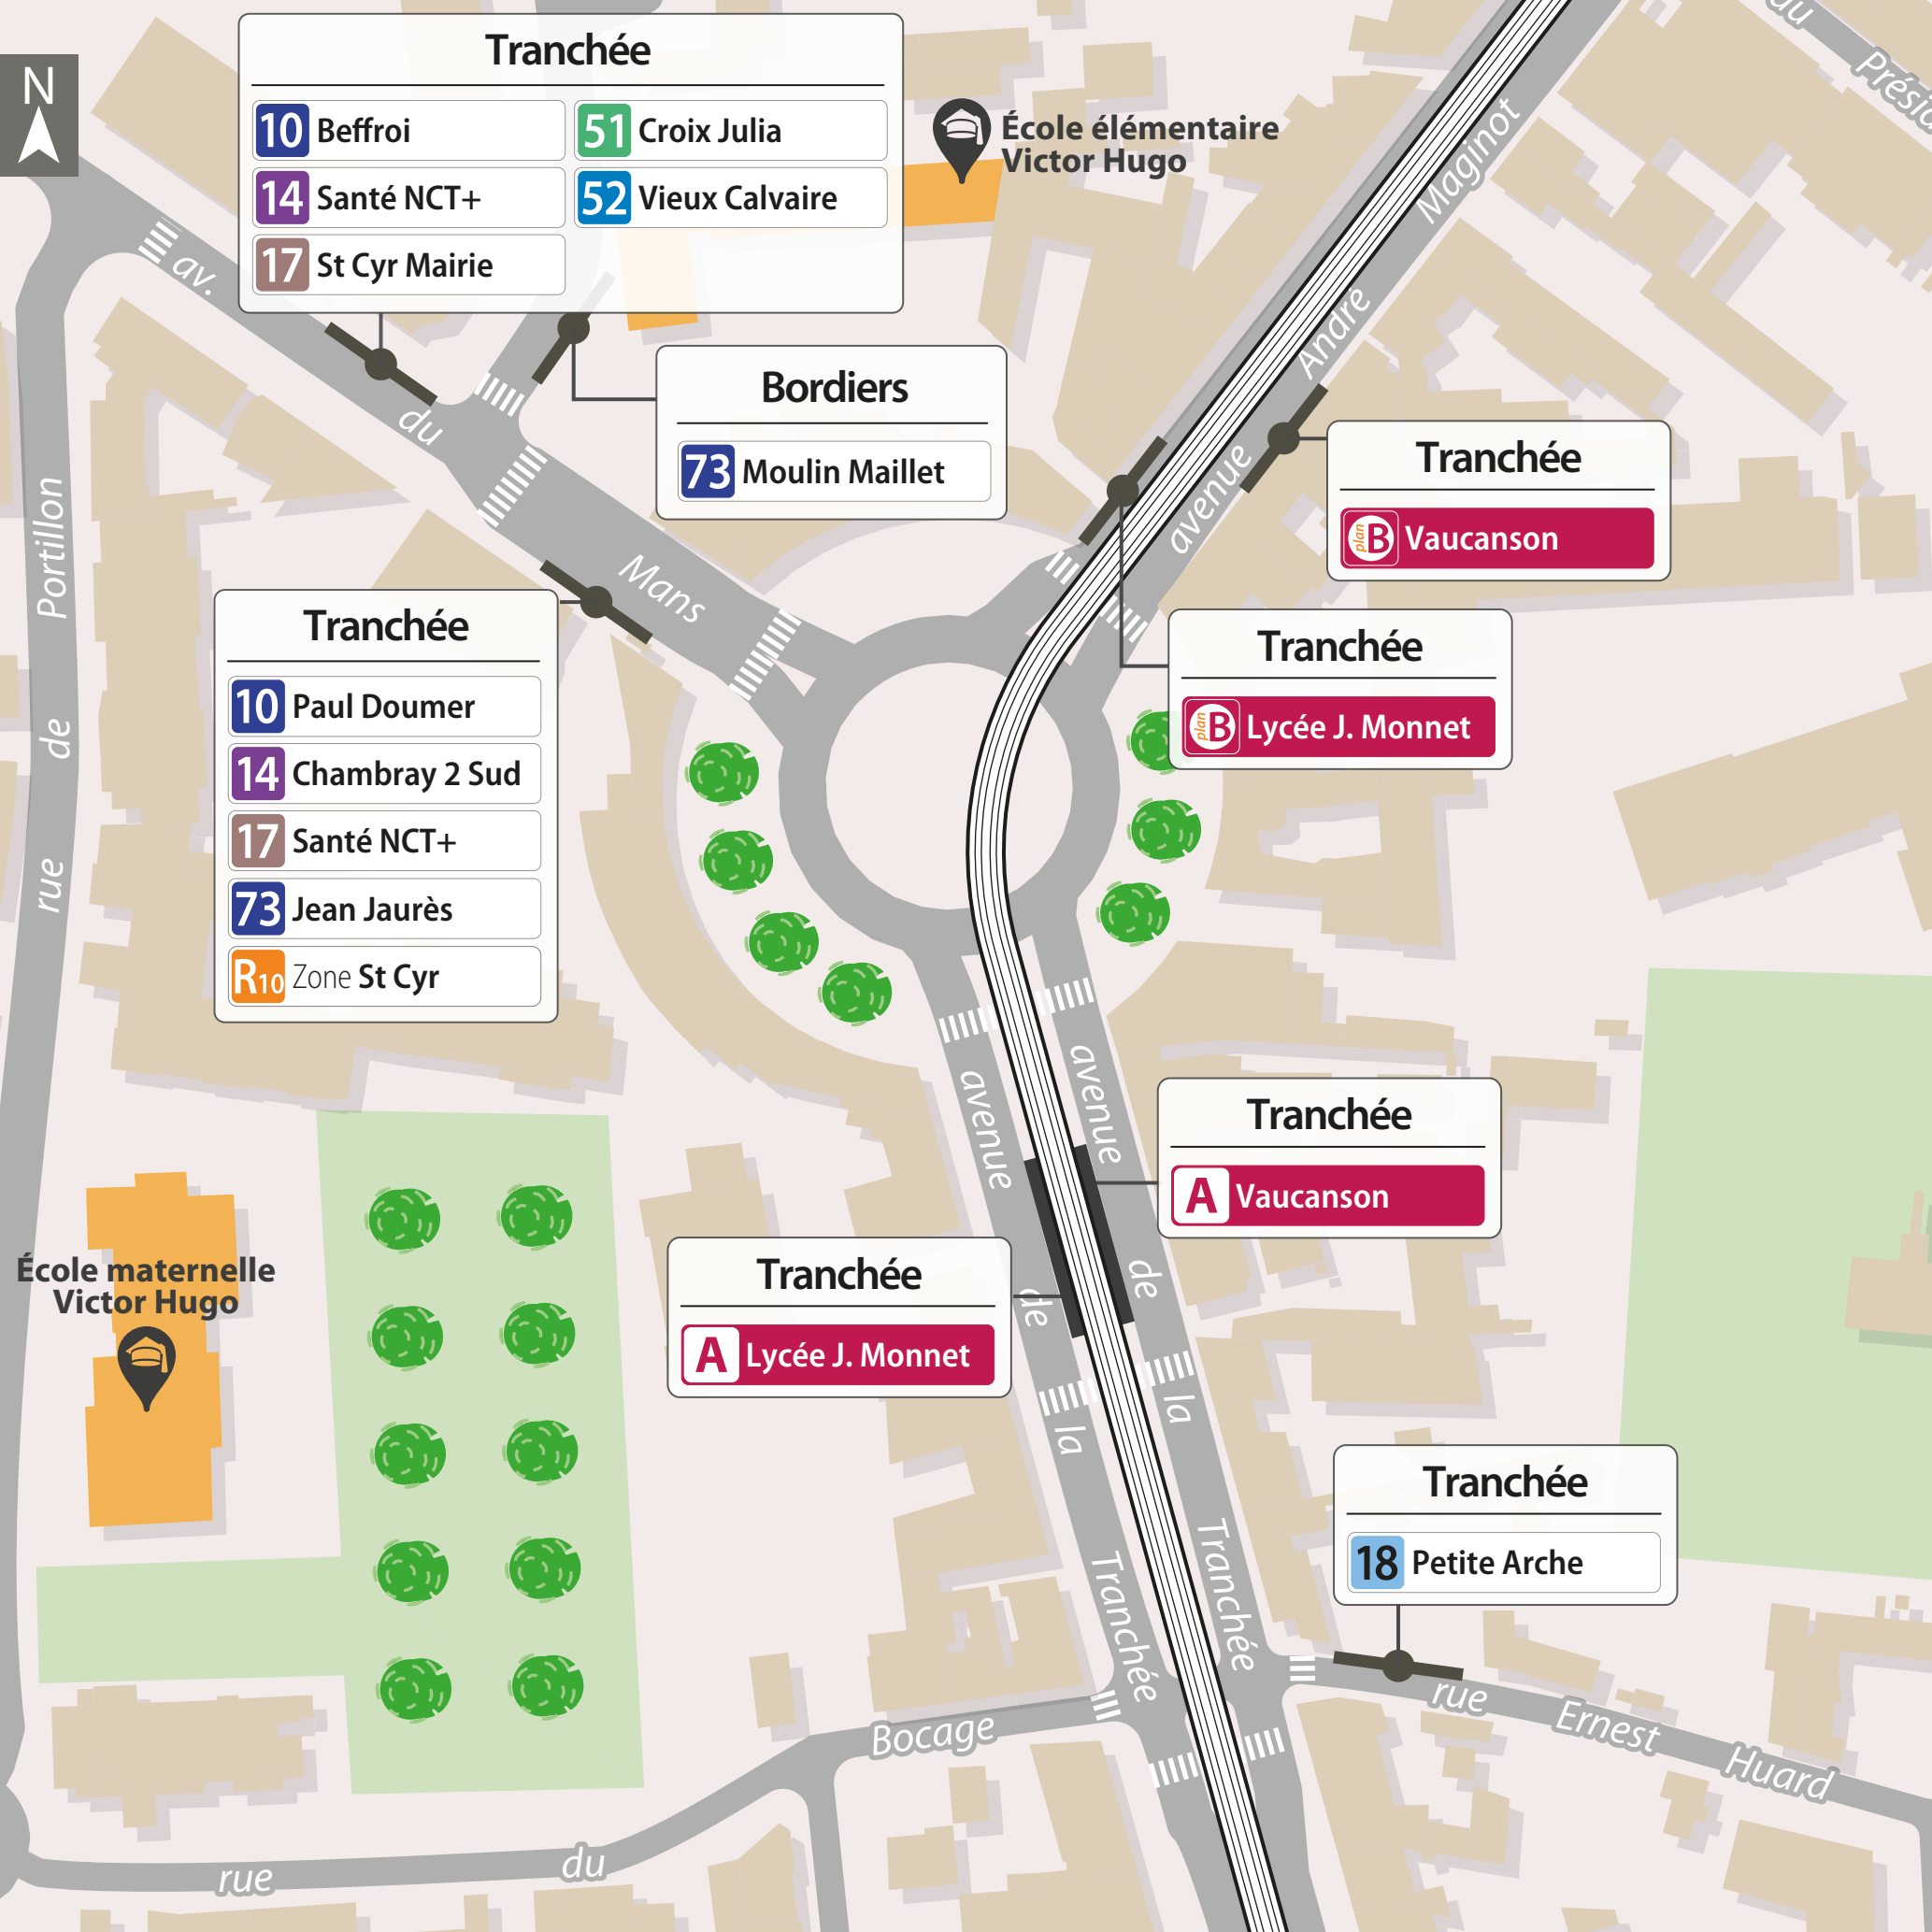 N
Tranchée
10 Beffroi
14 Santé NCT+
17 St Cyr Mairie
51 Croix Julia
52 Vieux Calvaire
École élémentaire
Victor Hugo
du
av.
du
Mans
Bordiers
73 Moulin Maillet
avenue
André
Maginot
Tranchée
plan B Vaucanson
Tranchée
plan B Lycée J. Monnet
Tranchée
10 Paul Doumer
14 Chambray 2 Sud
17 Santé NCT+
73 Jean Jaurès
R10 Zone St Cyr
rue
de
Portillon
avenue
de
la
Tranchée
avenue
de
la
Tranchée
Tranchée
A Vaucanson
Tranchée
A Lycée J. Monnet
École maternelle
Victor Hugo
Tranchée
18 Petite Arche
rue
Ernest
Huard
rue
du
Bocage